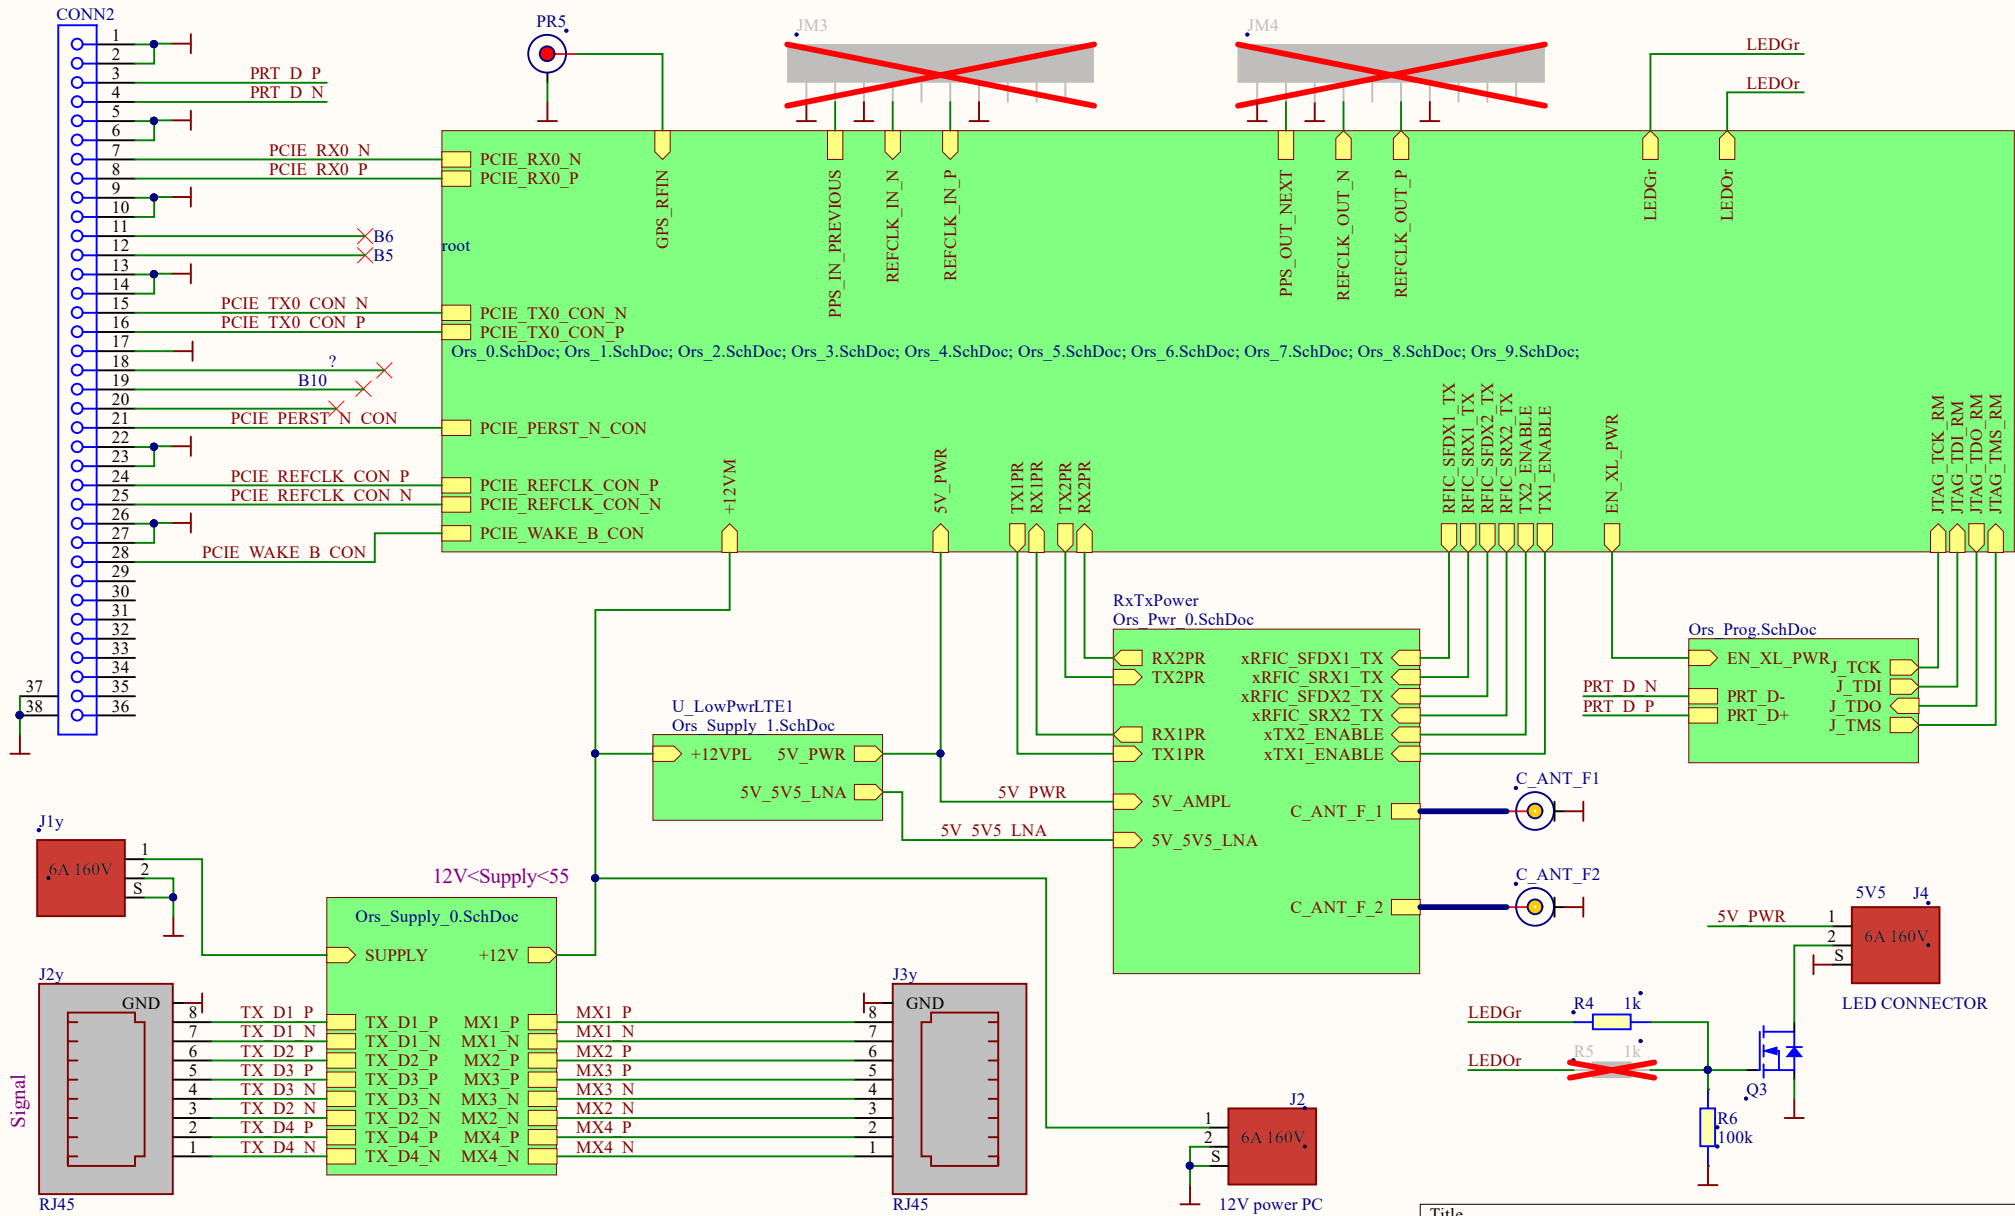 CONN2
1
2
3
4
5
6
7
8
9
10
11
12
13
14
15
16
17
18
19
20
21
22
23
24
25
26
27
28
29
30
31
32
33
34
35
36
37
38
PRT_D_P
PRT_D_N
PCIE_RX0_N
PCIE_RX0_P
B6
B5
PCIE_TX0_CON_N
PCIE_TX0_CON_P
?
B10
PCIE_PERST_N_CON
PCIE_REFCLK_CON_P
PCIE_REFCLK_CON_N
PCIE_WAKE_B_CON
PR5
JM3
JM4
LEDGr
LEDOr
PCIE_RX0_N
PCIE_RX0_P
root
PCIE_TX0_CON_N
PCIE_TX0_CON_P
Ors_0.SchDoc; Ors_1.SchDoc; Ors_2.SchDoc; Ors_3.SchDoc; Ors_4.SchDoc; Ors_5.SchDoc; Ors_6.SchDoc; Ors_7.SchDoc; Ors_8.SchDoc; Ors_9.SchDoc;
PCIE_PERST_N_CON
PCIE_REFCLK_CON_P
PCIE_REFCLK_CON_N
PCIE_WAKE_B_CON
GPS_RFIN
PPS_IN_PREVIOUS
REFCLK_IN_N
REFCLK_IN_P
PPS_OUT_NEXT
REFCLK_OUT_N
REFCLK_OUT_P
LEDGr
LEDOr
+12VM
5V_PWR
TX1PR
RX1PR
TX2PR
RX2PR
RFIC_SFDX1_TX
RFIC_SRX1_TX
RFIC_SFDX2_TX
RFIC_SRX2_TX
TX2_ENABLE
TX1_ENABLE
EN_XL_PWR
JTAG_TCK_RM
JTAG_TDI_RM
JTAG_TDO_RM
JTAG_TMS_RM
RxTxPower
Ors_Pwr_0.SchDoc
RX2PR
TX2PR
RX1PR
TX1PR
5V_AMPL
5V_5V5_LNA
xRFIC_SFDX1_TX
xRFIC_SRX1_TX
xRFIC_SFDX2_TX
xRFIC_SRX2_TX
xTX2_ENABLE
xTX1_ENABLE
C_ANT_F_1
C_ANT_F_2
C_ANT_F1
C_ANT_F2
Ors_Prog.SchDoc
EN_XL_PWR
PRT_D-
PRT_D+
J_TCK
J_TDI
J_TDO
J_TMS
PRT_D_N
PRT_D_P
U_LowPwrLTE1
Ors_Supply_1.SchDoc
+12VPL
5V_PWR
5V_5V5_LNA
5V_PWR
5V_5V5_LNA
J1y
6A 160V
1
2
S
12V<Supply<55
Ors_Supply_0.SchDoc
SUPPLY
+12V
TX_D1_P
TX_D1_N
TX_D2_P
TX_D3_P
TX_D3_N
TX_D2_N
TX_D4_P
TX_D4_N
MX1_P
MX1_N
MX2_P
MX3_P
MX3_N
MX2_N
MX4_P
MX4_N
J2y
GND
8
7
6
5
4
3
2
1
TX_D1_P
TX_D1_N
TX_D2_P
TX_D3_P
TX_D3_N
TX_D2_N
TX_D4_P
TX_D4_N
Signal
RJ45
MX1_P
MX1_N
MX2_P
MX3_P
MX3_N
MX2_N
MX4_P
MX4_N
J3y
GND
8
7
6
5
4
3
2
1
RJ45
J2
1
2
S
6A 160V
12V power PC
5V5
J4
5V_PWR
1
2
S
6A 160V
LED CONNECTOR
LEDGr
R4
1k
LEDOr
R5
1k
Q3
R6
100k
Title